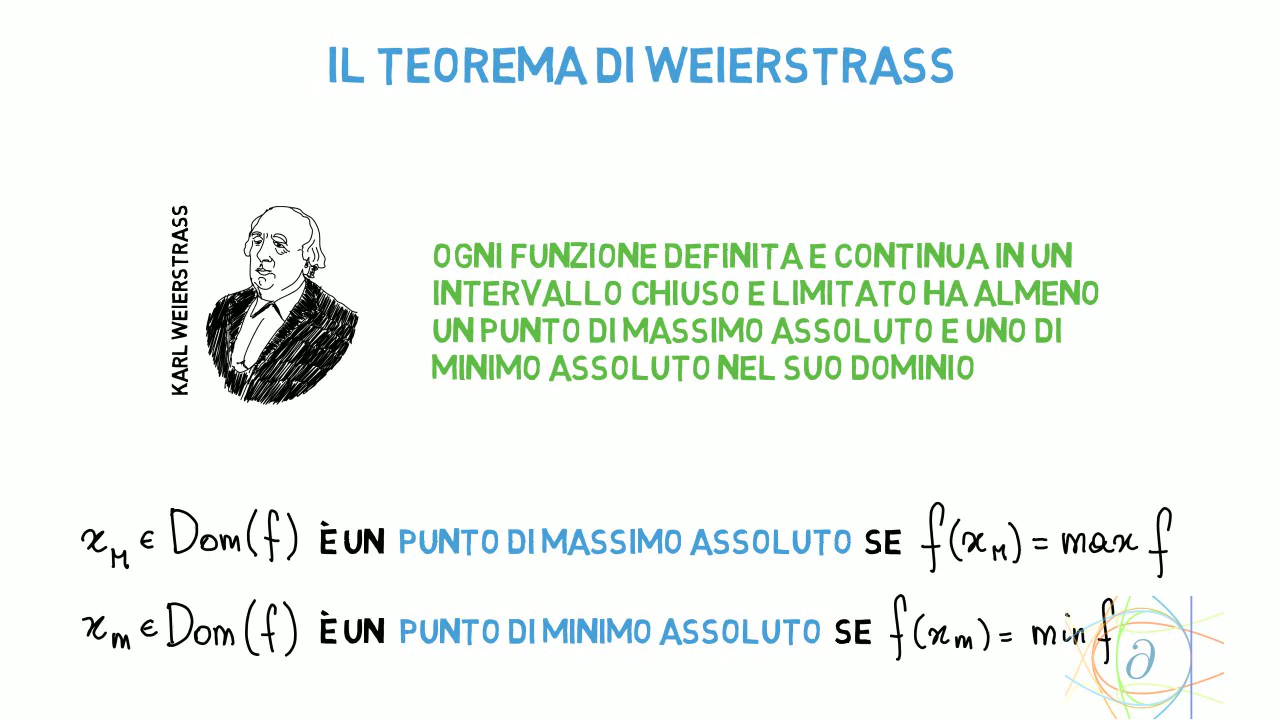 IL TEOREMA DI WEIERSTRASS
KARL WEIERSTRASS
OGNI FUNZIONE DEFINITA E CONTINUA IN UN
INTERVALLO CHIUSO E LIMITATO HA ALMENO
UN PUNTO DI MASSIMO ASSOLUTO E UNO DI
MINIMO ASSOLUTO NEL SUO DOMINIO
x_M ∈ Dom(f) È UN PUNTO DI MASSIMO ASSOLUTO SE f(x_M) = max f
x_m ∈ Dom(f) È UN PUNTO DI MINIMO ASSOLUTO SE f(x_m) = min f
∂